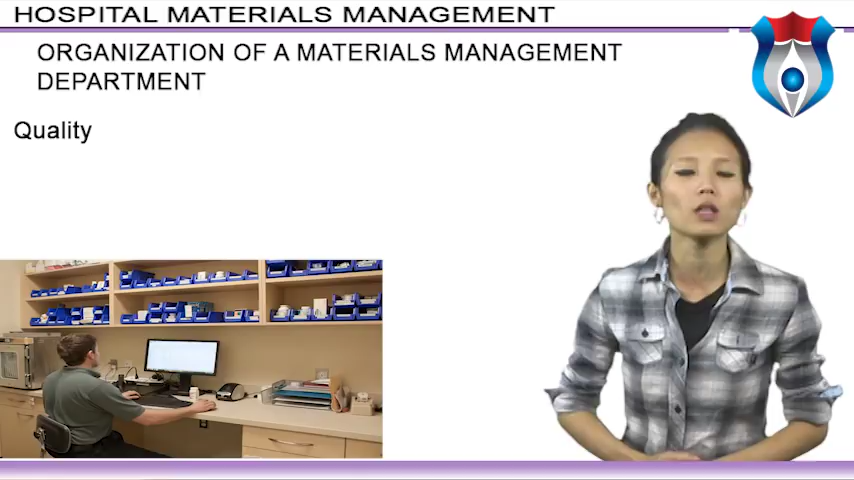 HOSPITAL MATERIALS MANAGEMENT
ORGANIZATION OF A MATERIALS MANAGEMENT
DEPARTMENT
Quality